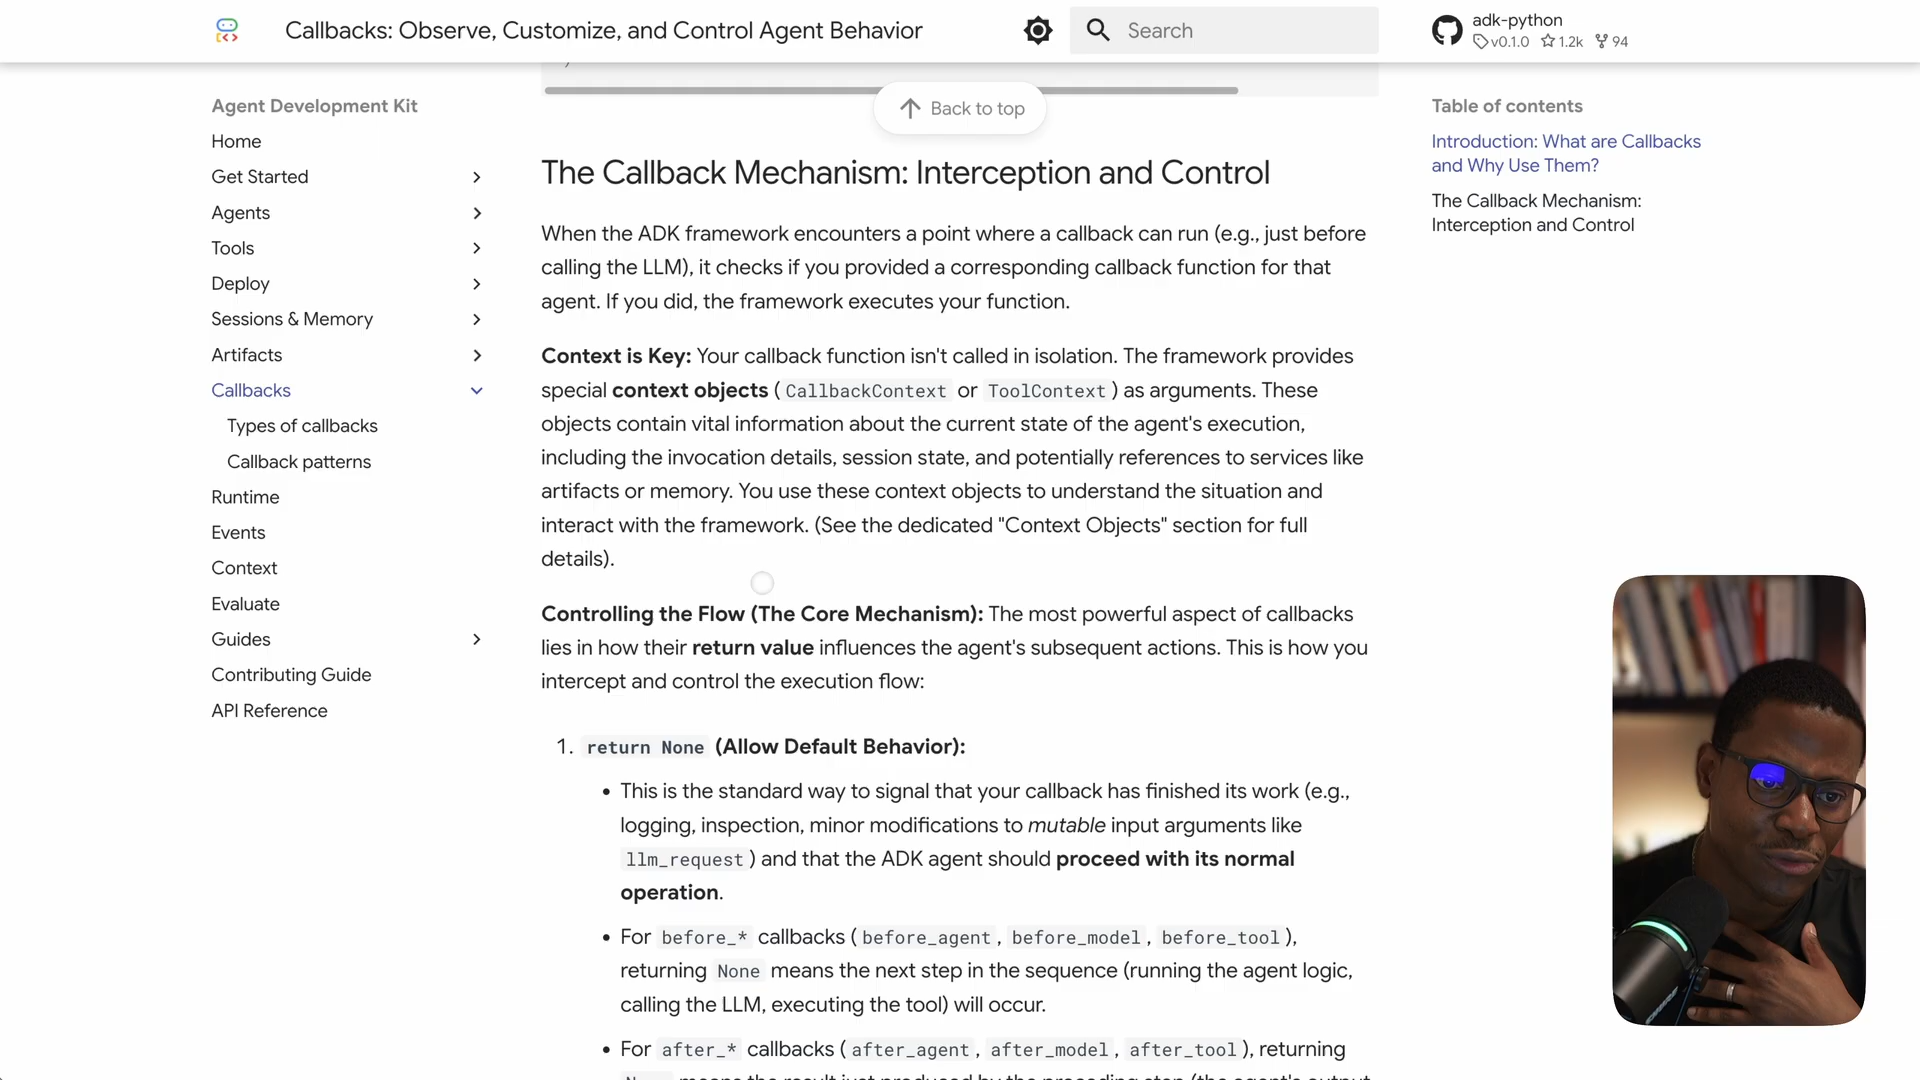 Callbacks: Observe, Customize, and Control Agent Behavior
Search
adk-python
v0.1.0 1.2k 94
Agent Development Kit
Home
Get Started
Agents
Tools
Deploy
Sessions & Memory
Artifacts
Callbacks
Types of callbacks
Callback patterns
Runtime
Events
Context
Evaluate
Guides
Contributing Guide
API Reference
Back to top
The Callback Mechanism: Interception and Control
When the ADK framework encounters a point where a callback can run (e.g., just before
calling the LLM), it checks if you provided a corresponding callback function for that
agent. If you did, the framework executes your function.
Context is Key: Your callback function isn't called in isolation. The framework provides
special context objects ( CallbackContext or ToolContext ) as arguments. These
objects contain vital information about the current state of the agent's execution,
including the invocation details, session state, and potentially references to services like
artifacts or memory. You use these context objects to understand the situation and
interact with the framework. (See the dedicated "Context Objects" section for full
details).
Controlling the Flow (The Core Mechanism): The most powerful aspect of callbacks
lies in how their return value influences the agent's subsequent actions. This is how you
intercept and control the execution flow:
1. return None (Allow Default Behavior):
• This is the standard way to signal that your callback has finished its work (e.g.,
logging, inspection, minor modifications to mutable input arguments like
llm_request ) and that the ADK agent should proceed with its normal
operation.
• For before_* callbacks ( before_agent , before_model , before_tool ),
returning None means the next step in the sequence (running the agent logic,
calling the LLM, executing the tool) will occur.
• For after_* callbacks ( after_agent , after_model , after_tool ), returning
None means the result just produced by the preceding step (the agent's output
Table of contents
Introduction: What are Callbacks
and Why Use Them?
The Callback Mechanism:
Interception and Control